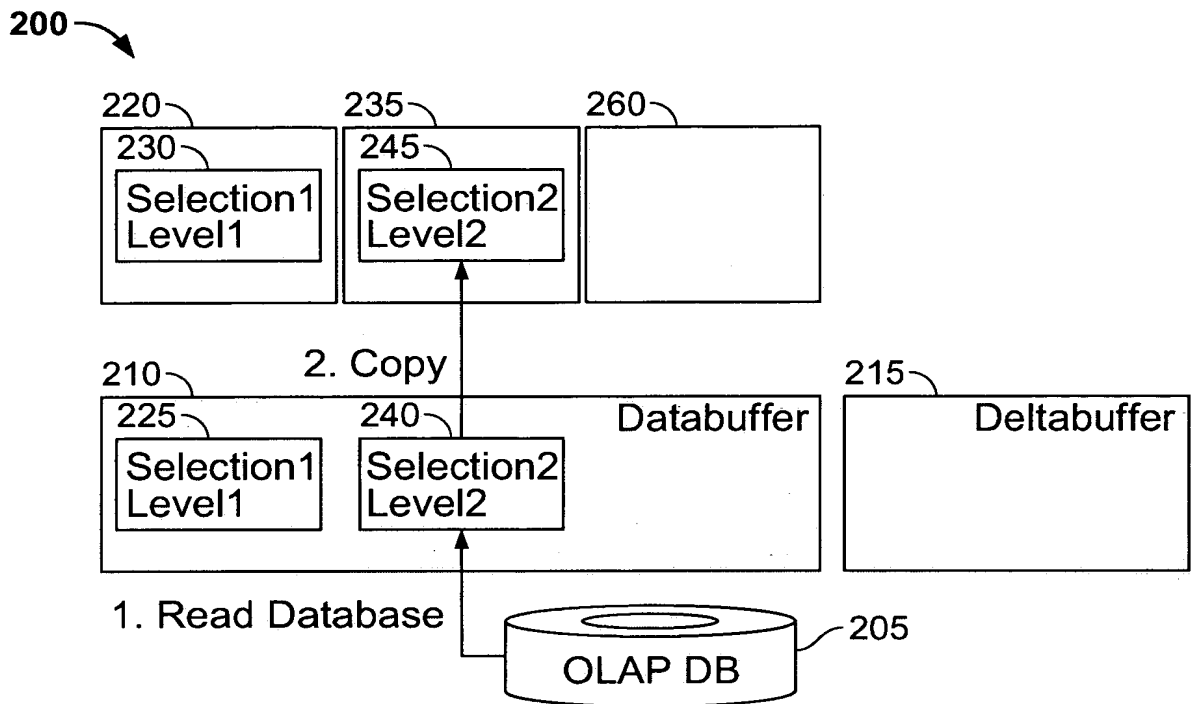 200
220
235
260
230
245
Selection1
Level1
Selection2
Level2
2. Copy
210
215
225
240
Databuffer
Deltabuffer
Selection1
Level1
Selection2
Level2
1. Read Database
205
OLAP DB